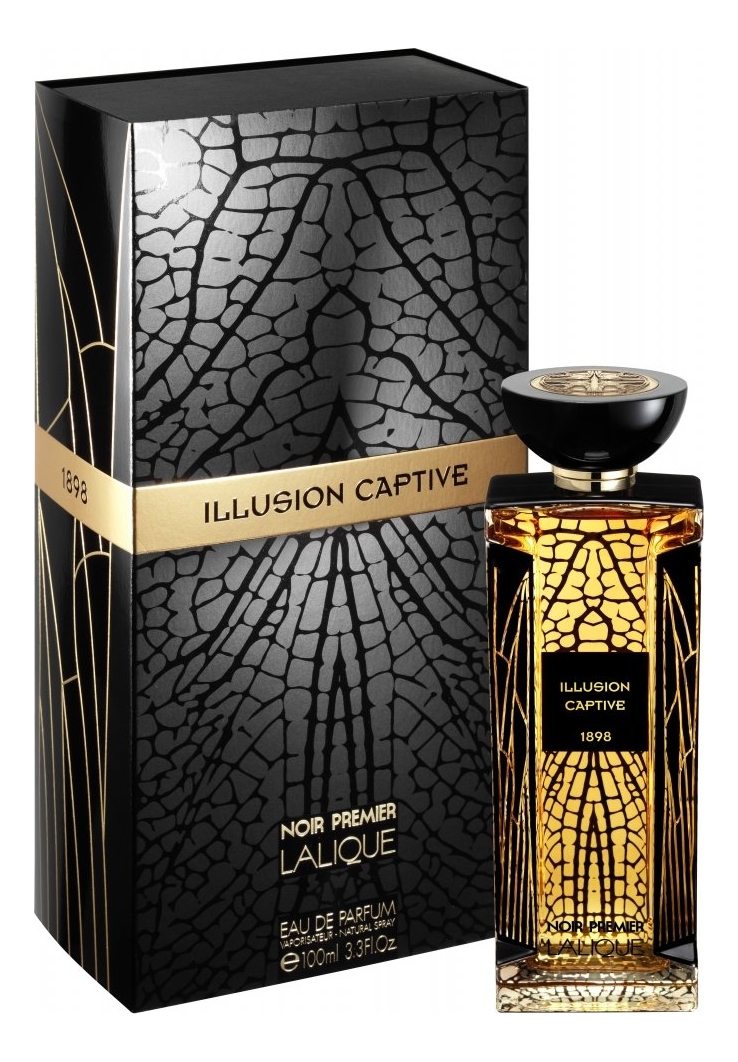 1898
ILLUSION CAPTIVE
NOIR PREMIER
LALIQUE
EAU DE PARFUM
VAPORISATEUR - NATURAL SPRAY
℮100ml 3.3Fl.Oz
ILLUSION
CAPTIVE
1898
NOIR PREMIER
LALIQUE